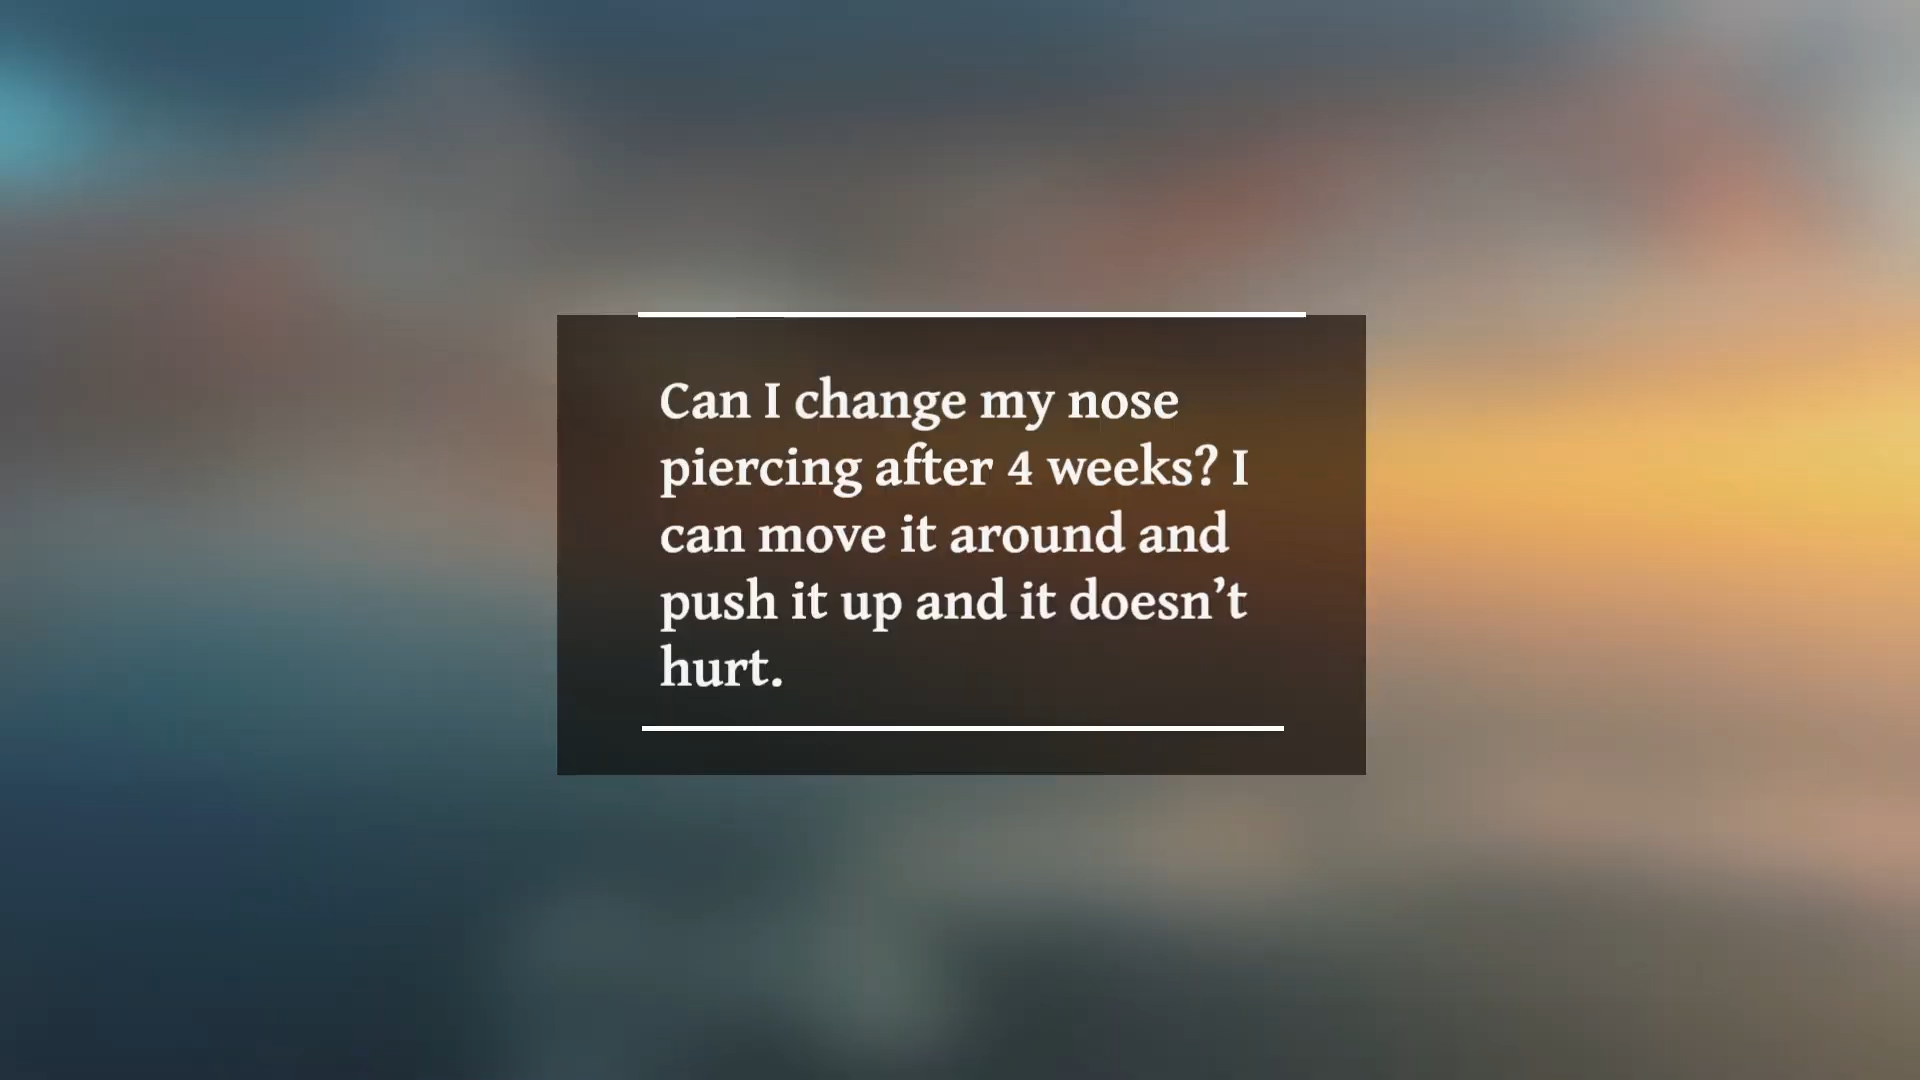 Can I change my nose
piercing after 4 weeks? I
can move it around and
push it up and it doesn’t
hurt.